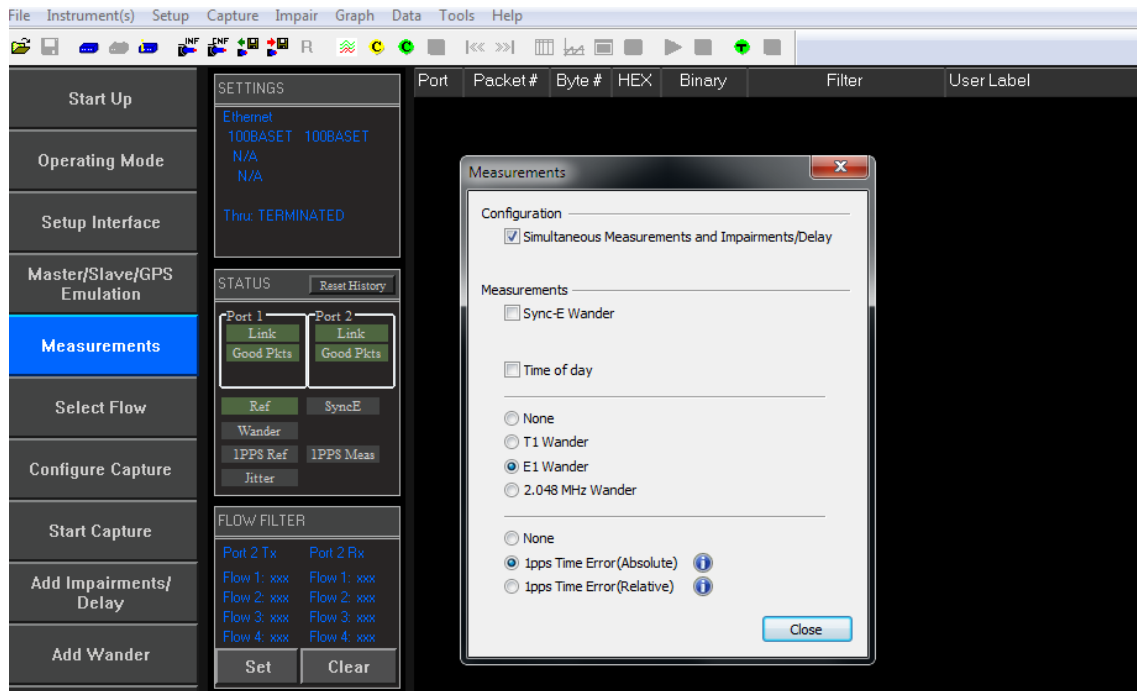 File Instrument(s) Setup Capture Impair Graph Data Tools Help
INF CNF R C C T
Start Up
Operating Mode
Setup Interface
Master/Slave/GPS
Emulation
Measurements
Select Flow
Configure Capture
Start Capture
Add Impairments/
Delay
Add Wander
SETTINGS
Ethernet
100BASET 100BASET
N/A
N/A
Thru: TERMINATED
STATUS Reset History
Port 1 Port 2
Link Link
Good Pkts Good Pkts
Ref SyncE
Wander
1PPS Ref 1PPS Meas
Jitter
FLOW FILTER
Port 2 Tx Port 2 Rx
Flow 1: xxx Flow 1: xxx
Flow 2: xxx Flow 2: xxx
Flow 3: xxx Flow 3: xxx
Flow 4: xxx Flow 4: xxx
Set Clear
Port Packet # Byte # HEX Binary Filter User Label
Measurements
Configuration
Simultaneous Measurements and Impairments/Delay
Measurements
Sync-E Wander
Time of day
None
T1 Wander
E1 Wander
2.048 MHz Wander
None
1pps Time Error(Absolute)
1pps Time Error(Relative)
Close